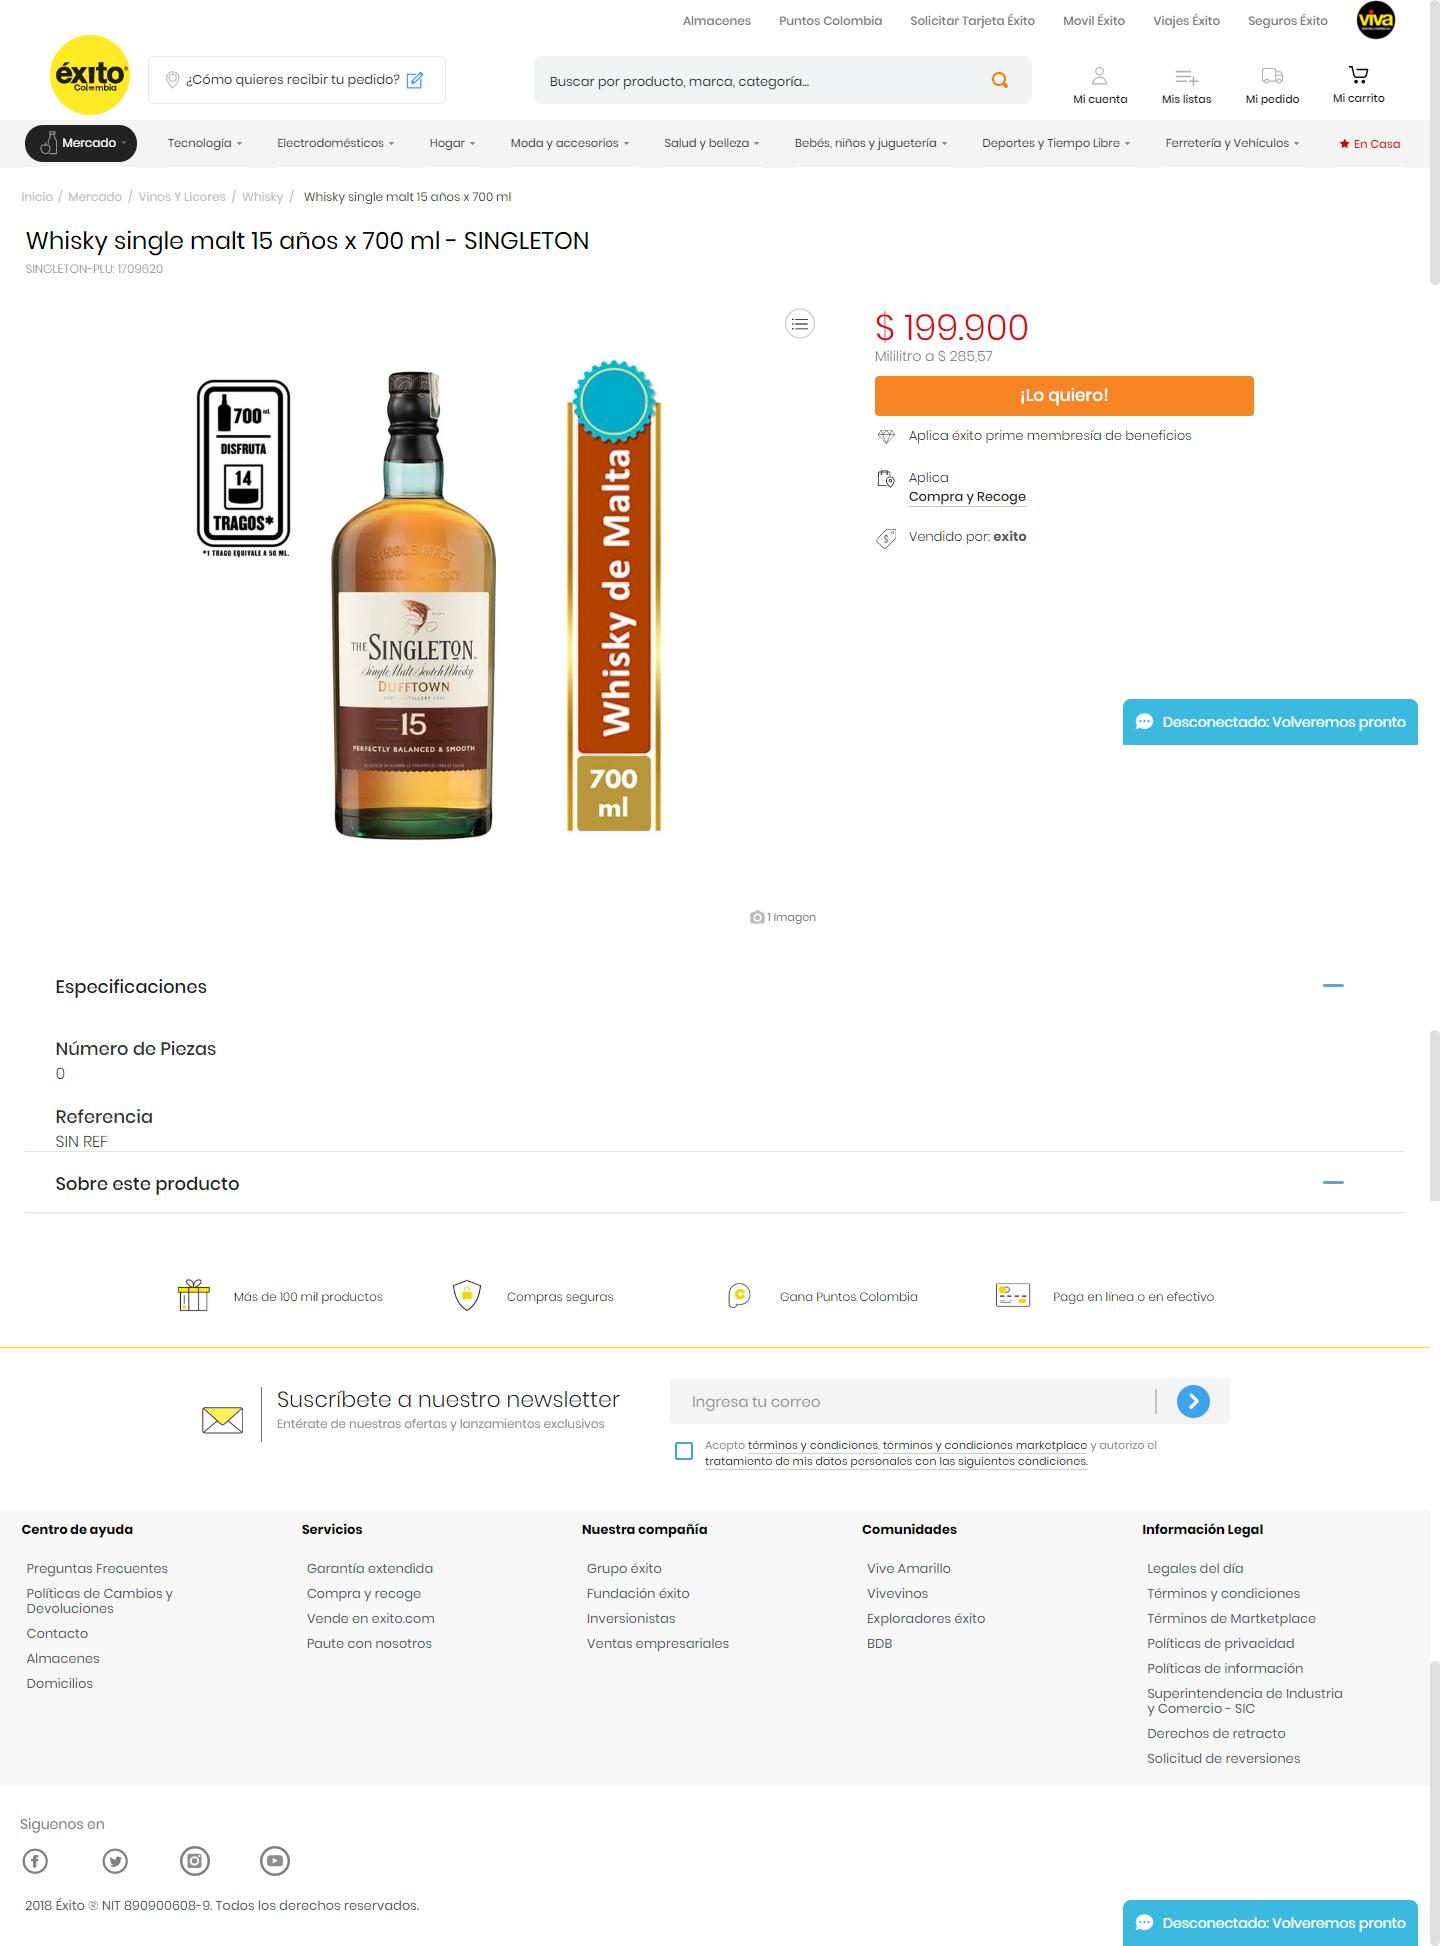 Almacenes Puntos Colombia Solicitar Tarjeta Éxito Movil Éxito Viajes Éxito Seguros Éxito viva
éxito
Colombia
¿Cómo quieres recibir tu pedido?
Buscar por producto, marca, categoría...
Mi cuenta Mis listas Mi pedido Mi carrito
Mercado Tecnología Electrodomésticos Hogar Moda y accesorios Salud y belleza Bebés, niños y juguetería Deportes y Tiempo Libre Ferretería y Vehículos En Casa
Inicio / Mercado / Vinos Y Licores / Whisky / Whisky single malt 15 años x 700 ml
Whisky single malt 15 años x 700 ml - SINGLETON
SINGLETON-PLU: 1709620
700 ml
DISFRUTA
14
TRAGOS*
*1 TRAGO EQUIVALE A 50 ML.
SINGLE MALT
SCOTCH WHISKY
THE SINGLETON
Single Malt Scotch Whisky
DUFFTOWN
15
PERFECTLY BALANCED & SMOOTH
Whisky de Malta
700
ml
$ 199.900
Mililitro a $ 285,57
¡Lo quiero!
Aplica éxito prime membresía de beneficios
Aplica
Compra y Recoge
Vendido por: exito
Desconectado: Volveremos pronto
1 Imagen
Especificaciones
Número de Piezas
0
Referencia
SIN REF
Sobre este producto
Más de 100 mil productos Compras seguras Gana Puntos Colombia Paga en línea o en efectivo
Suscríbete a nuestro newsletter
Entérate de nuestras ofertas y lanzamientos exclusivos
Ingresa tu correo
Acepto términos y condiciones, términos y condiciones marketplace y autorizo el
tratamiento de mis datos personales con las siguientes condiciones.
Centro de ayuda
Preguntas Frecuentes
Políticas de Cambios y
Devoluciones
Contacto
Almacenes
Domicilios
Servicios
Garantía extendida
Compra y recoge
Vende en exito.com
Paute con nosotros
Nuestra compañía
Grupo éxito
Fundación éxito
Inversionistas
Ventas empresariales
Comunidades
Vive Amarillo
Vivevinos
Exploradores éxito
BDB
Información Legal
Legales del día
Términos y condiciones
Términos de Martketplace
Políticas de privacidad
Políticas de información
Superintendencia de Industria
y Comercio - SIC
Derechos de retracto
Solicitud de reversiones
Siguenos en
2018 Éxito ® NIT 890900608-9. Todos los derechos reservados.
Desconectado: Volveremos pronto